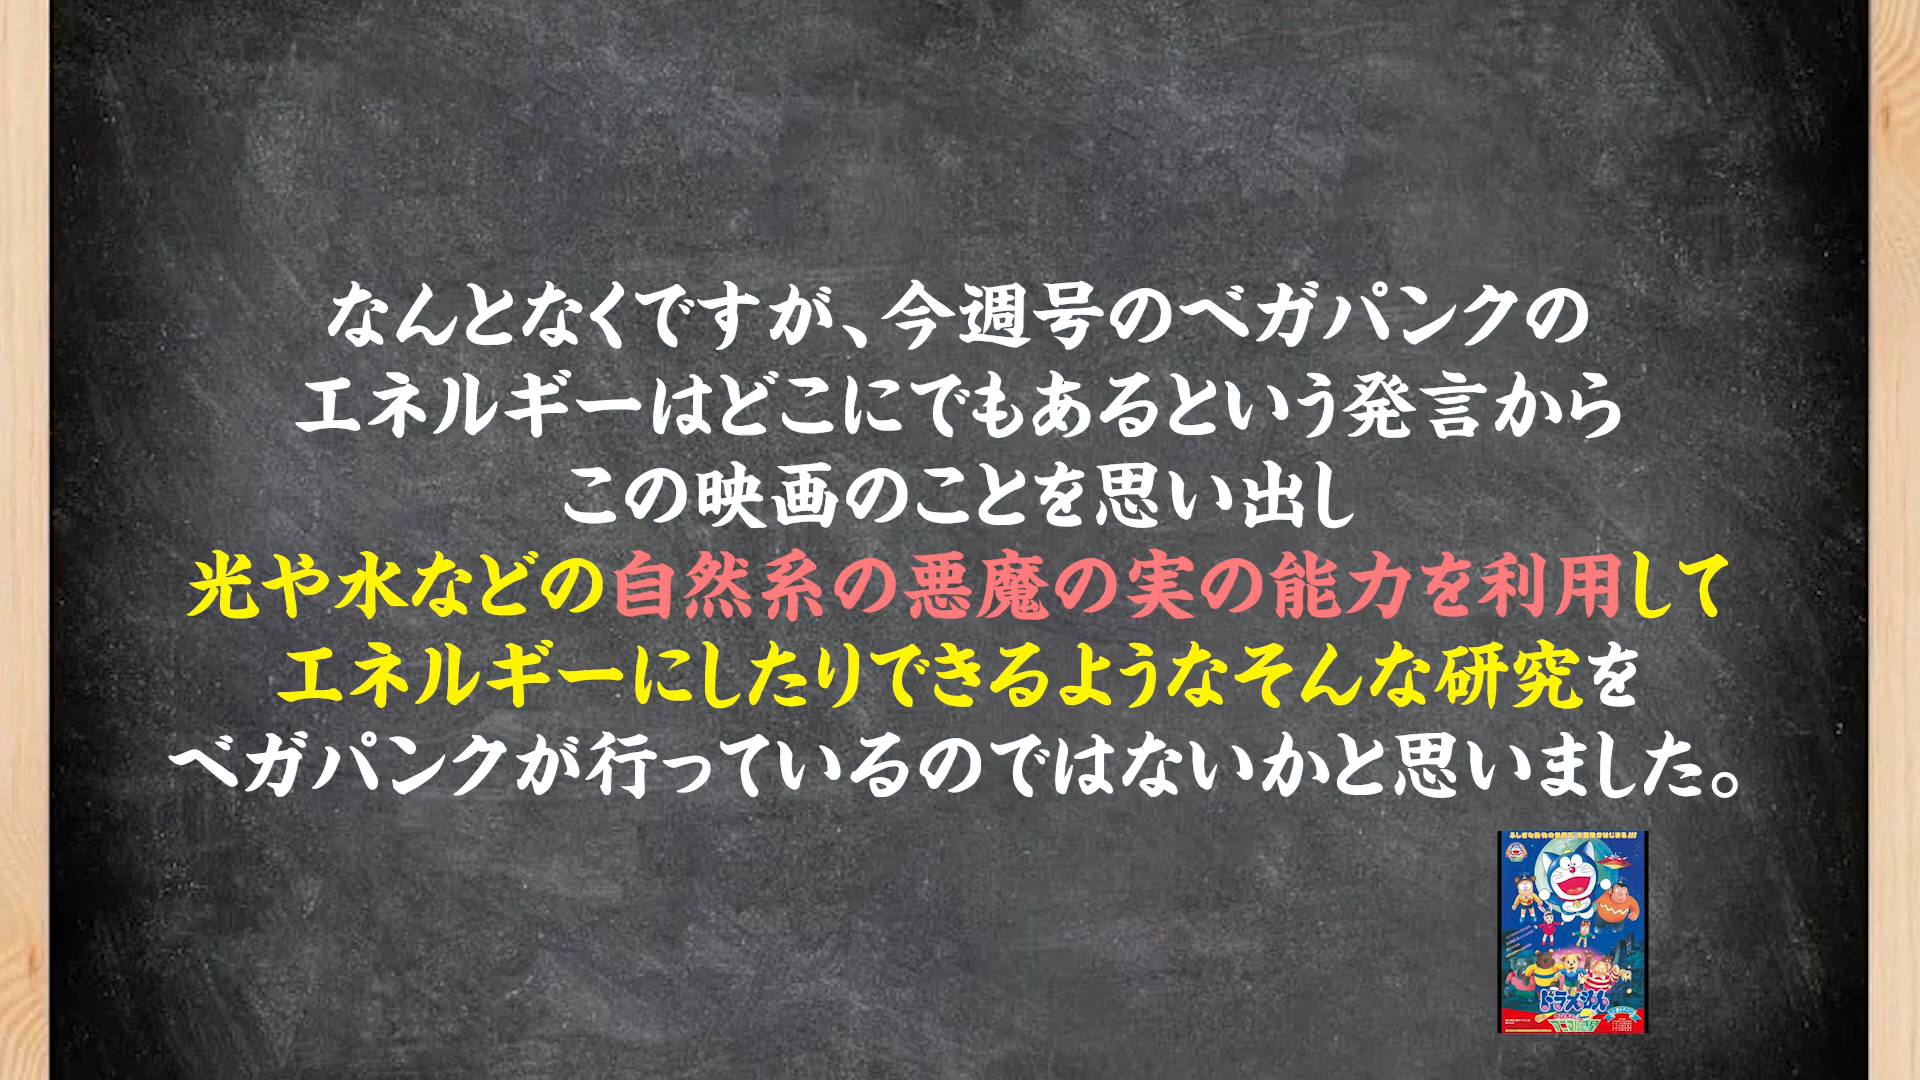 なんとなくですが、今週号のベガパンクの
エネルギーはどこにでもあるという発言から
この映画のことを思い出し
光や水などの自然系の悪魔の実の能力を利用して
エネルギーにしたりできるようなそんな研究を
ベガパンクが行っているのではないかと思いました。
ドラえもん